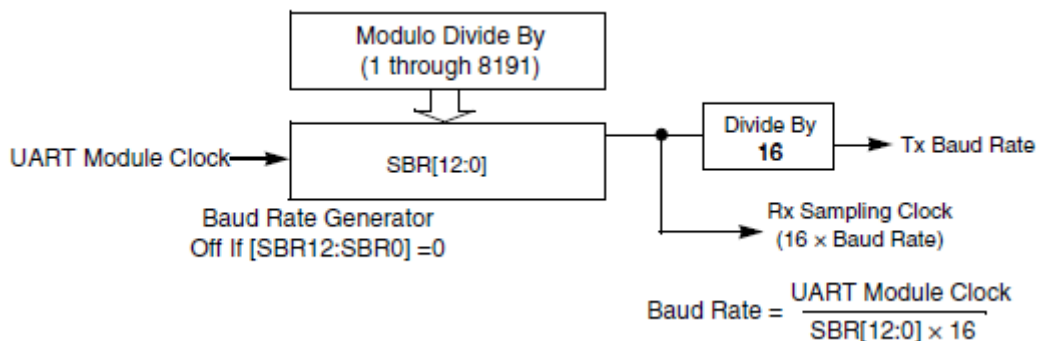 Modulo Divide By
(1 through 8191)
UART Module Clock
SBR[12:0]
Divide By
16
Tx Baud Rate
Baud Rate Generator
Off If [SBR12:SBR0] =0
Rx Sampling Clock
(16 × Baud Rate)
Baud Rate =
UART Module Clock
SBR[12:0] × 16